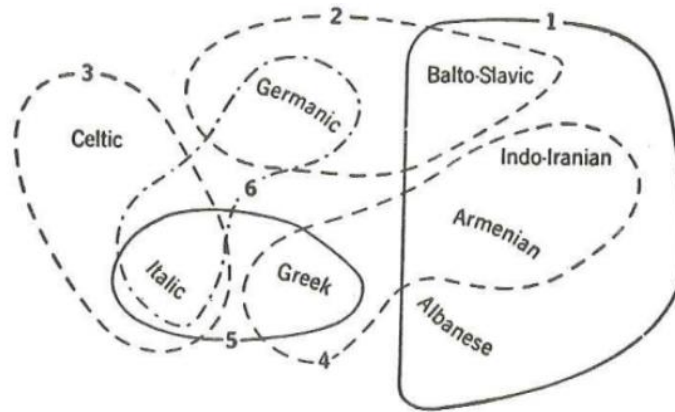 2
1
3
Germanic
Balto-Slavic
Celtic
Indo-Iranian
6
Armenian
Italic
Greek
Albanese
5
4